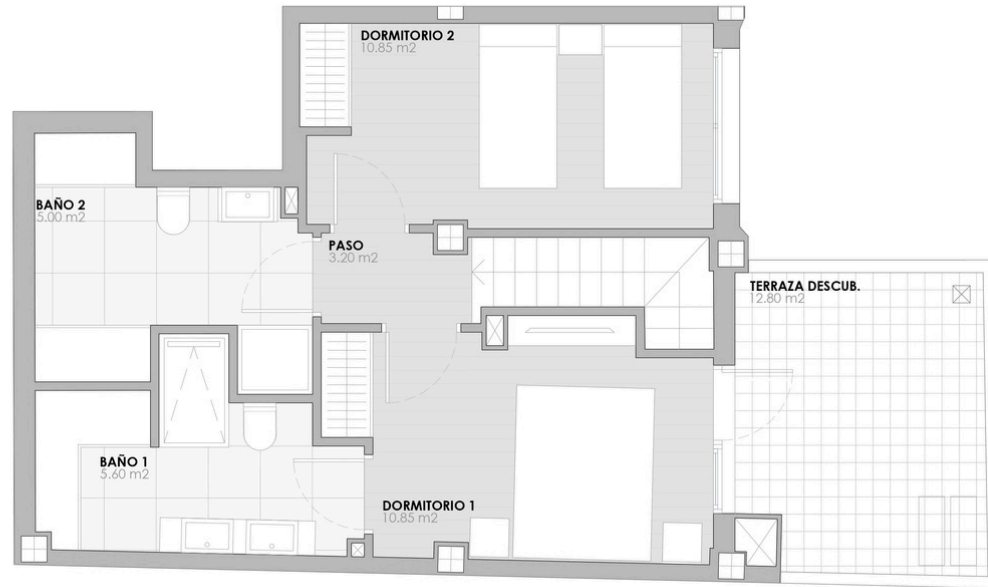 DORMITORIO 2
10.85 m2
BAÑO 2
5.00 m2
PASO
3.20 m2
TERRAZA DESCUB.
12.80 m2
BAÑO 1
5.60 m2
DORMITORIO 1
10.85 m2